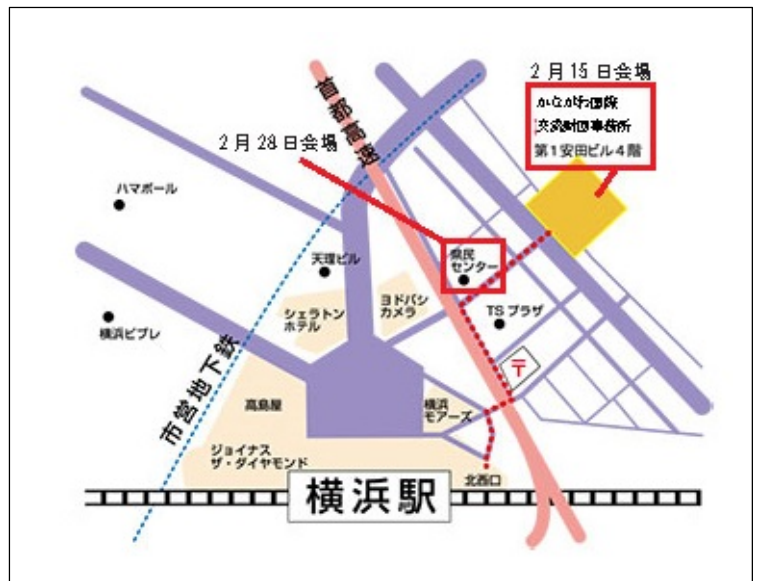 2月15日会場
かながわ国際
交流財団事務所
第1安田ビル4階
首都高速
2月28日会場
ハマボール
天理ビル
県民
センター
ヨドバシ
カメラ
シェラトン
ホテル
TSプラザ
横浜ビブレ
市営地下鉄
〒
高島屋
横浜
モアーズ
ジョイナス
ザ・ダイヤモンド
北西口
横浜駅